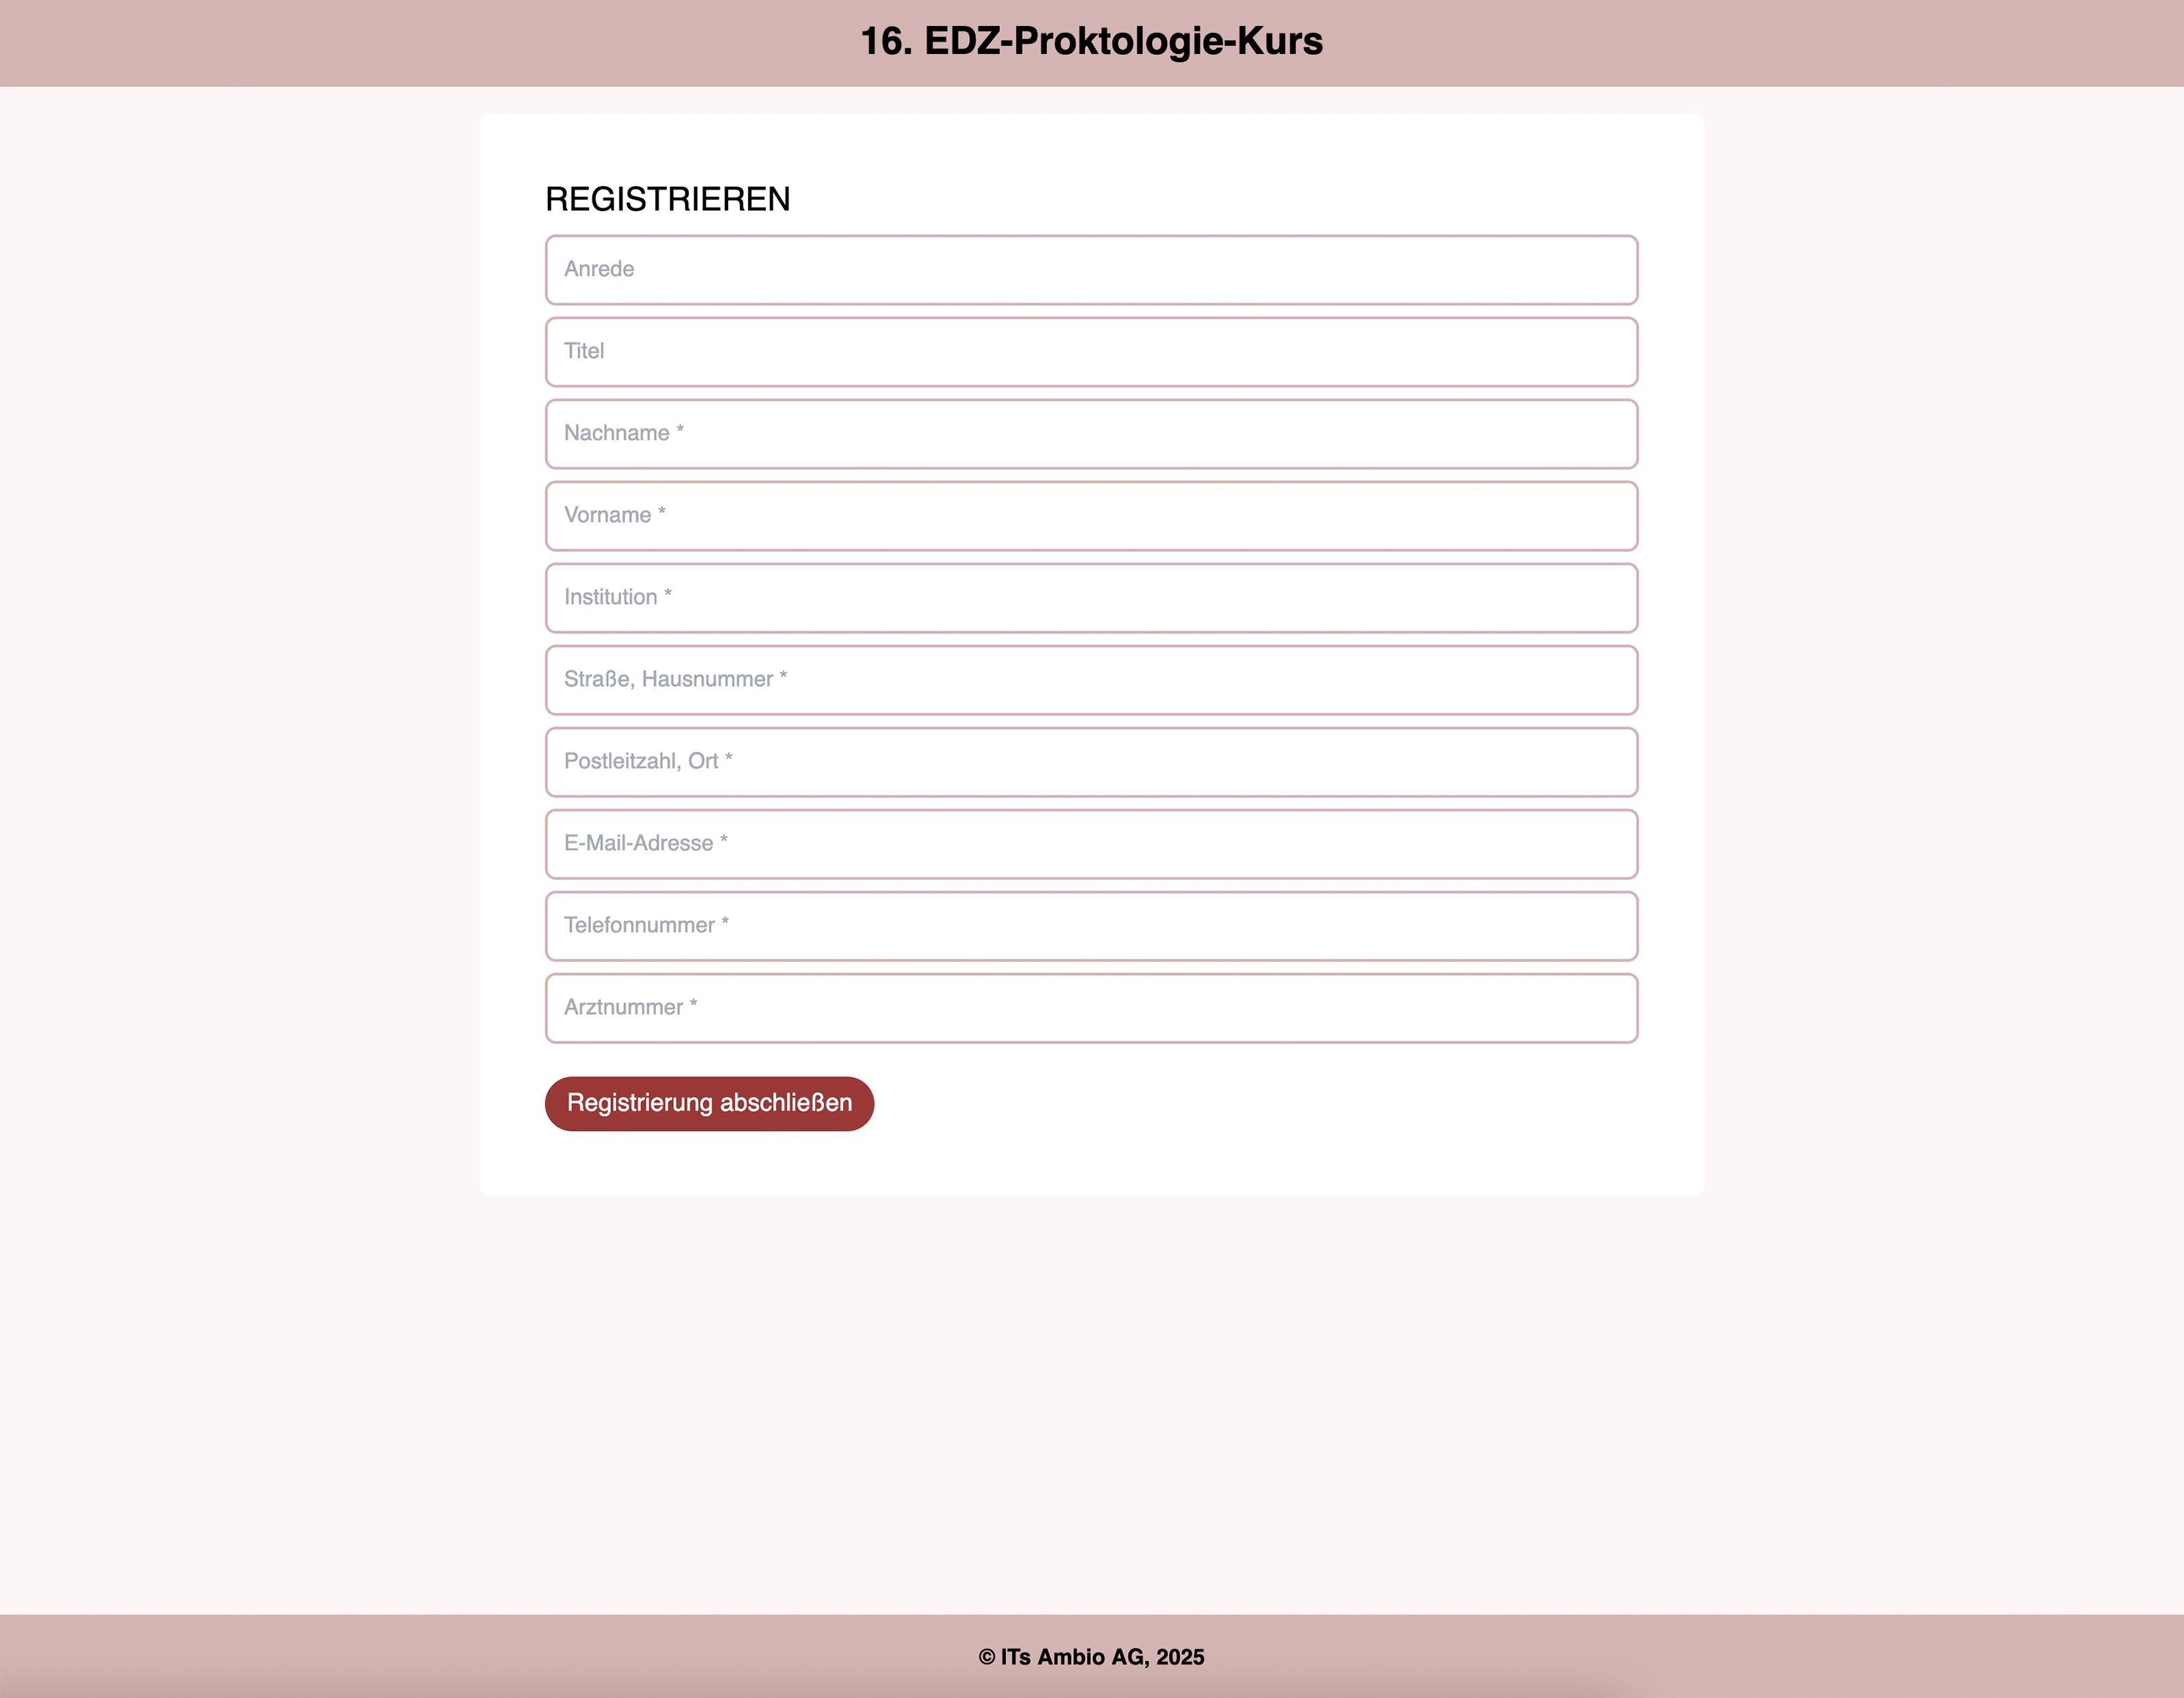 16. EDZ-Proktologie-Kurs
REGISTRIEREN
Anrede
Titel
Nachname *
Vorname *
Institution *
Straße, Hausnummer *
Postleitzahl, Ort *
E-Mail-Adresse *
Telefonnummer *
Arztnummer *
Registrierung abschließen
© ITs Ambio AG, 2025